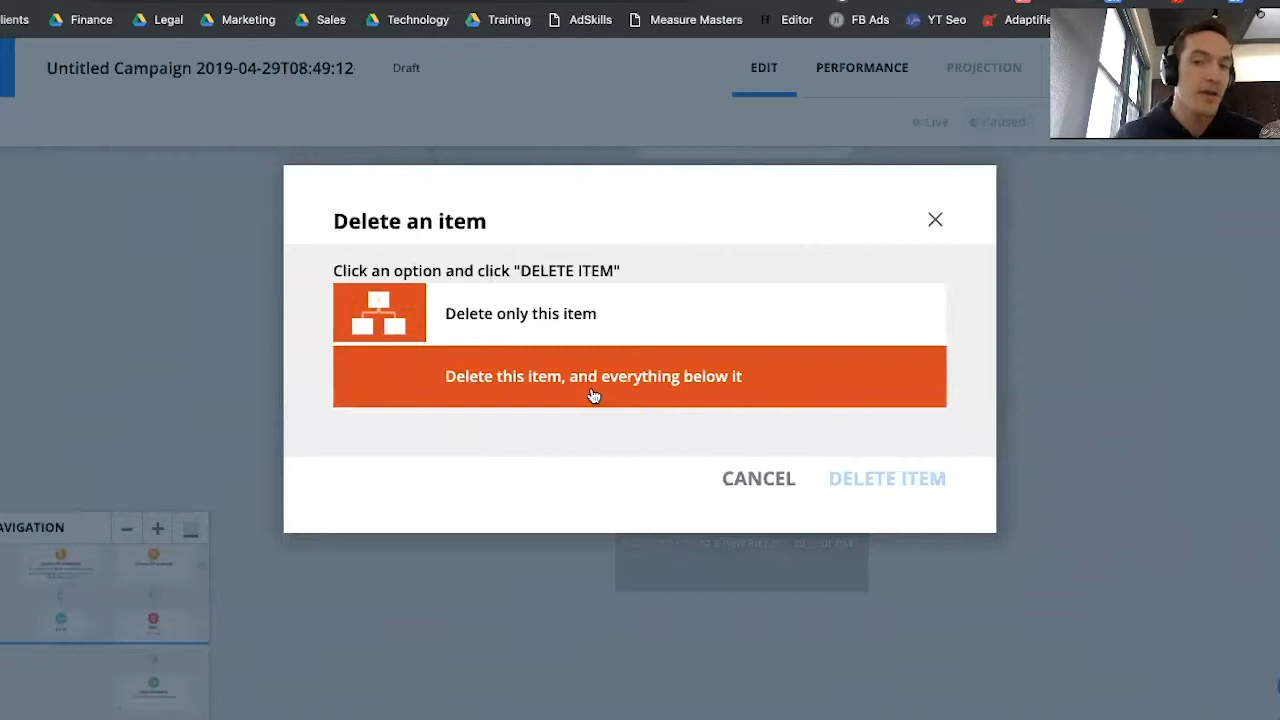 lients Finance Legal Marketing Sales Technology Training AdSkills Measure Masters Editor FB Ads YT Seo Adaptifie
Untitled Campaign 2019-04-29T08:49:12 Draft EDIT PERFORMANCE PROJECTION
Live Paused
Delete an item
Click an option and click "DELETE ITEM"
Delete only this item
Delete this item, and everything below it
CANCEL DELETE ITEM
AVIGATION